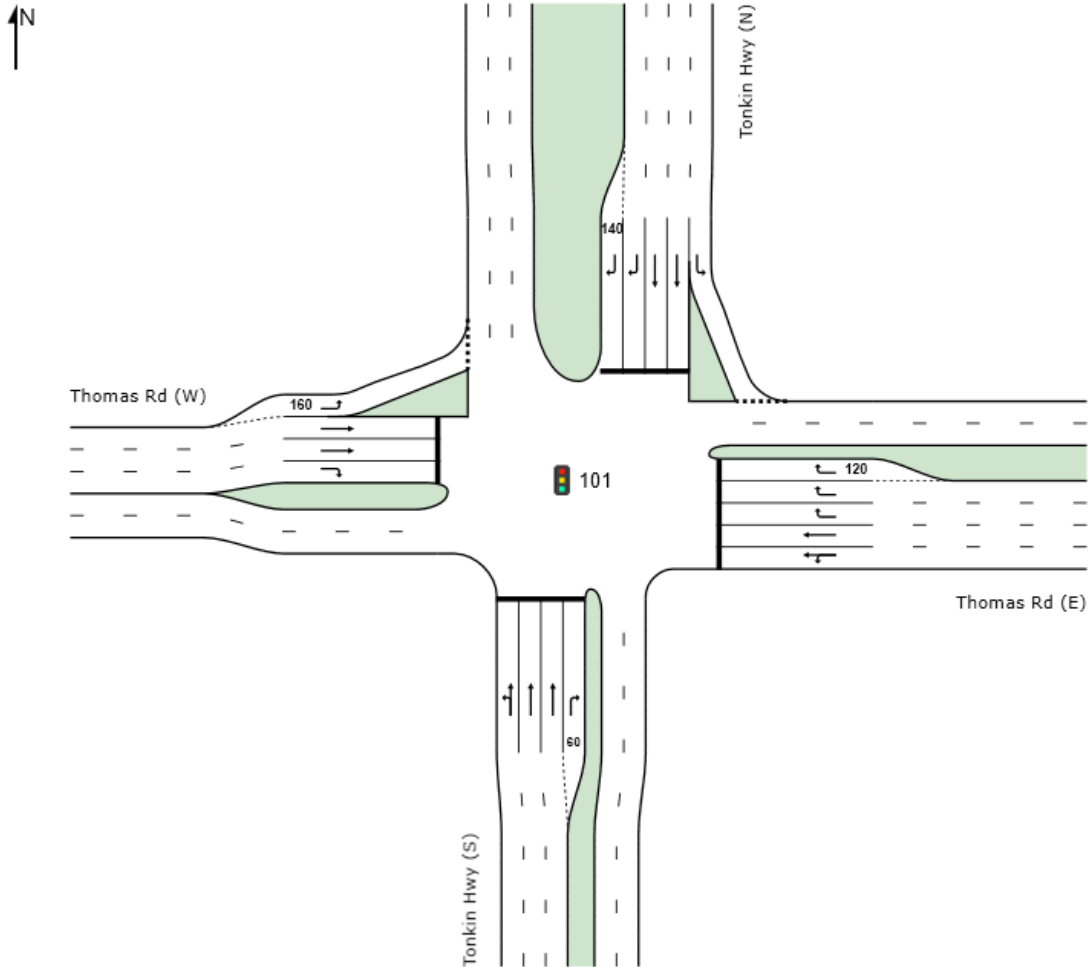 N
Tonkin Hwy (N)
140
Thomas Rd (W)
160
101
120
Thomas Rd (E)
60
Tonkin Hwy (S)